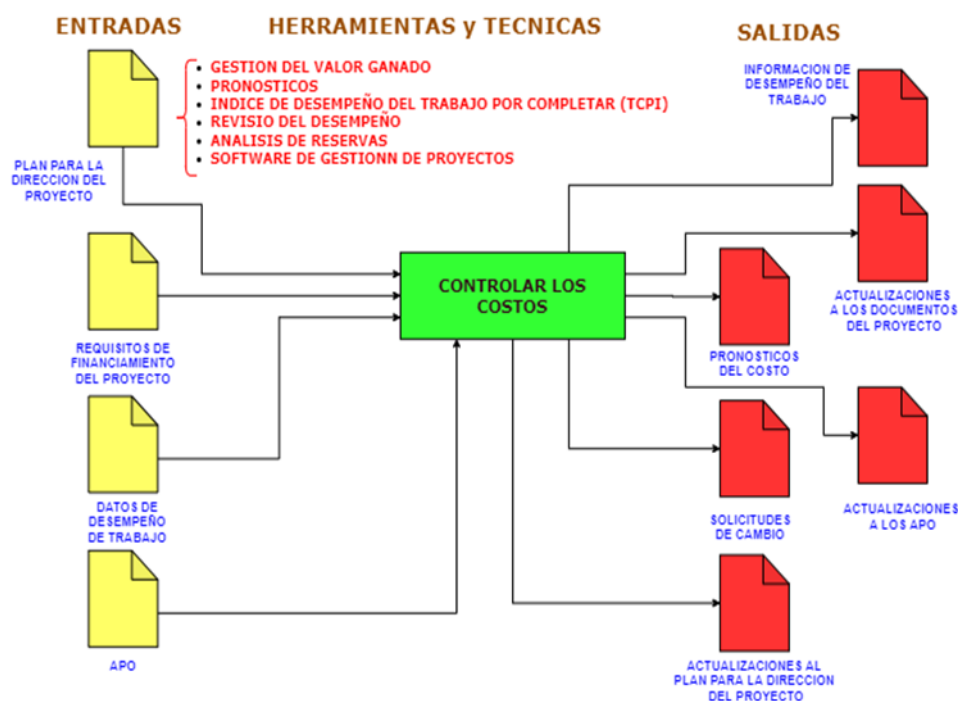 ENTRADAS
HERRAMIENTAS y TECNICAS
SALIDAS
• GESTION DEL VALOR GANADO
• PRONOSTICOS
• INDICE DE DESEMPEÑO DEL TRABAJO POR COMPLETAR (TCPI)
• REVISIO DEL DESEMPEÑO
• ANALISIS DE RESERVAS
• SOFTWARE DE GESTIONN DE PROYECTOS
PLAN PARA LA
DIRECCION DEL
PROYECTO
REQUISITOS DE
FINANCIAMIENTO
DEL PROYECTO
DATOS DE
DESEMPEÑO
DE TRABAJO
APO
CONTROLAR LOS
COSTOS
INFORMACION DE
DESEMPEÑO DEL
TRABAJO
ACTUALIZACIONES
A LOS DOCUMENTOS
DEL PROYECTO
PRONOSTICOS
DEL COSTO
ACTUALIZACIONES
A LOS APO
SOLICITUDES
DE CAMBIO
ACTUALIZACIONES AL
PLAN PARA LA DIRECCION
DEL PROYECTO